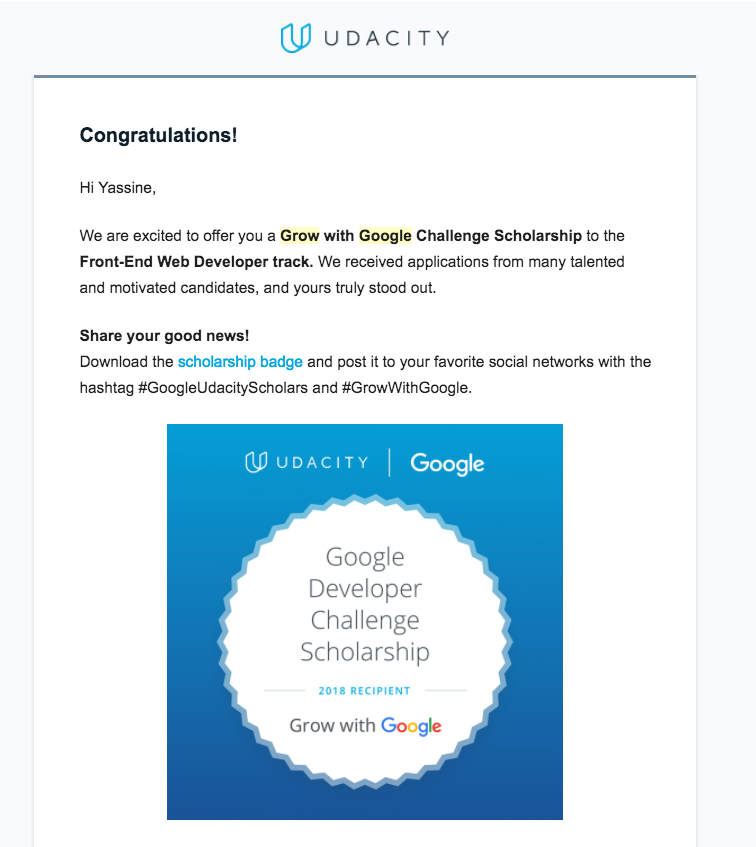 UDACITY
Congratulations!
Hi Yassine,
We are excited to offer you a Grow with Google Challenge Scholarship to the
Front-End Web Developer track. We received applications from many talented
and motivated candidates, and yours truly stood out.
Share your good news!
Download the scholarship badge and post it to your favorite social networks with the
hashtag #GoogleUdacityScholars and #GrowWithGoogle.
UDACITY | Google
Google
Developer
Challenge
Scholarship
2018 RECIPIENT
Grow with Google